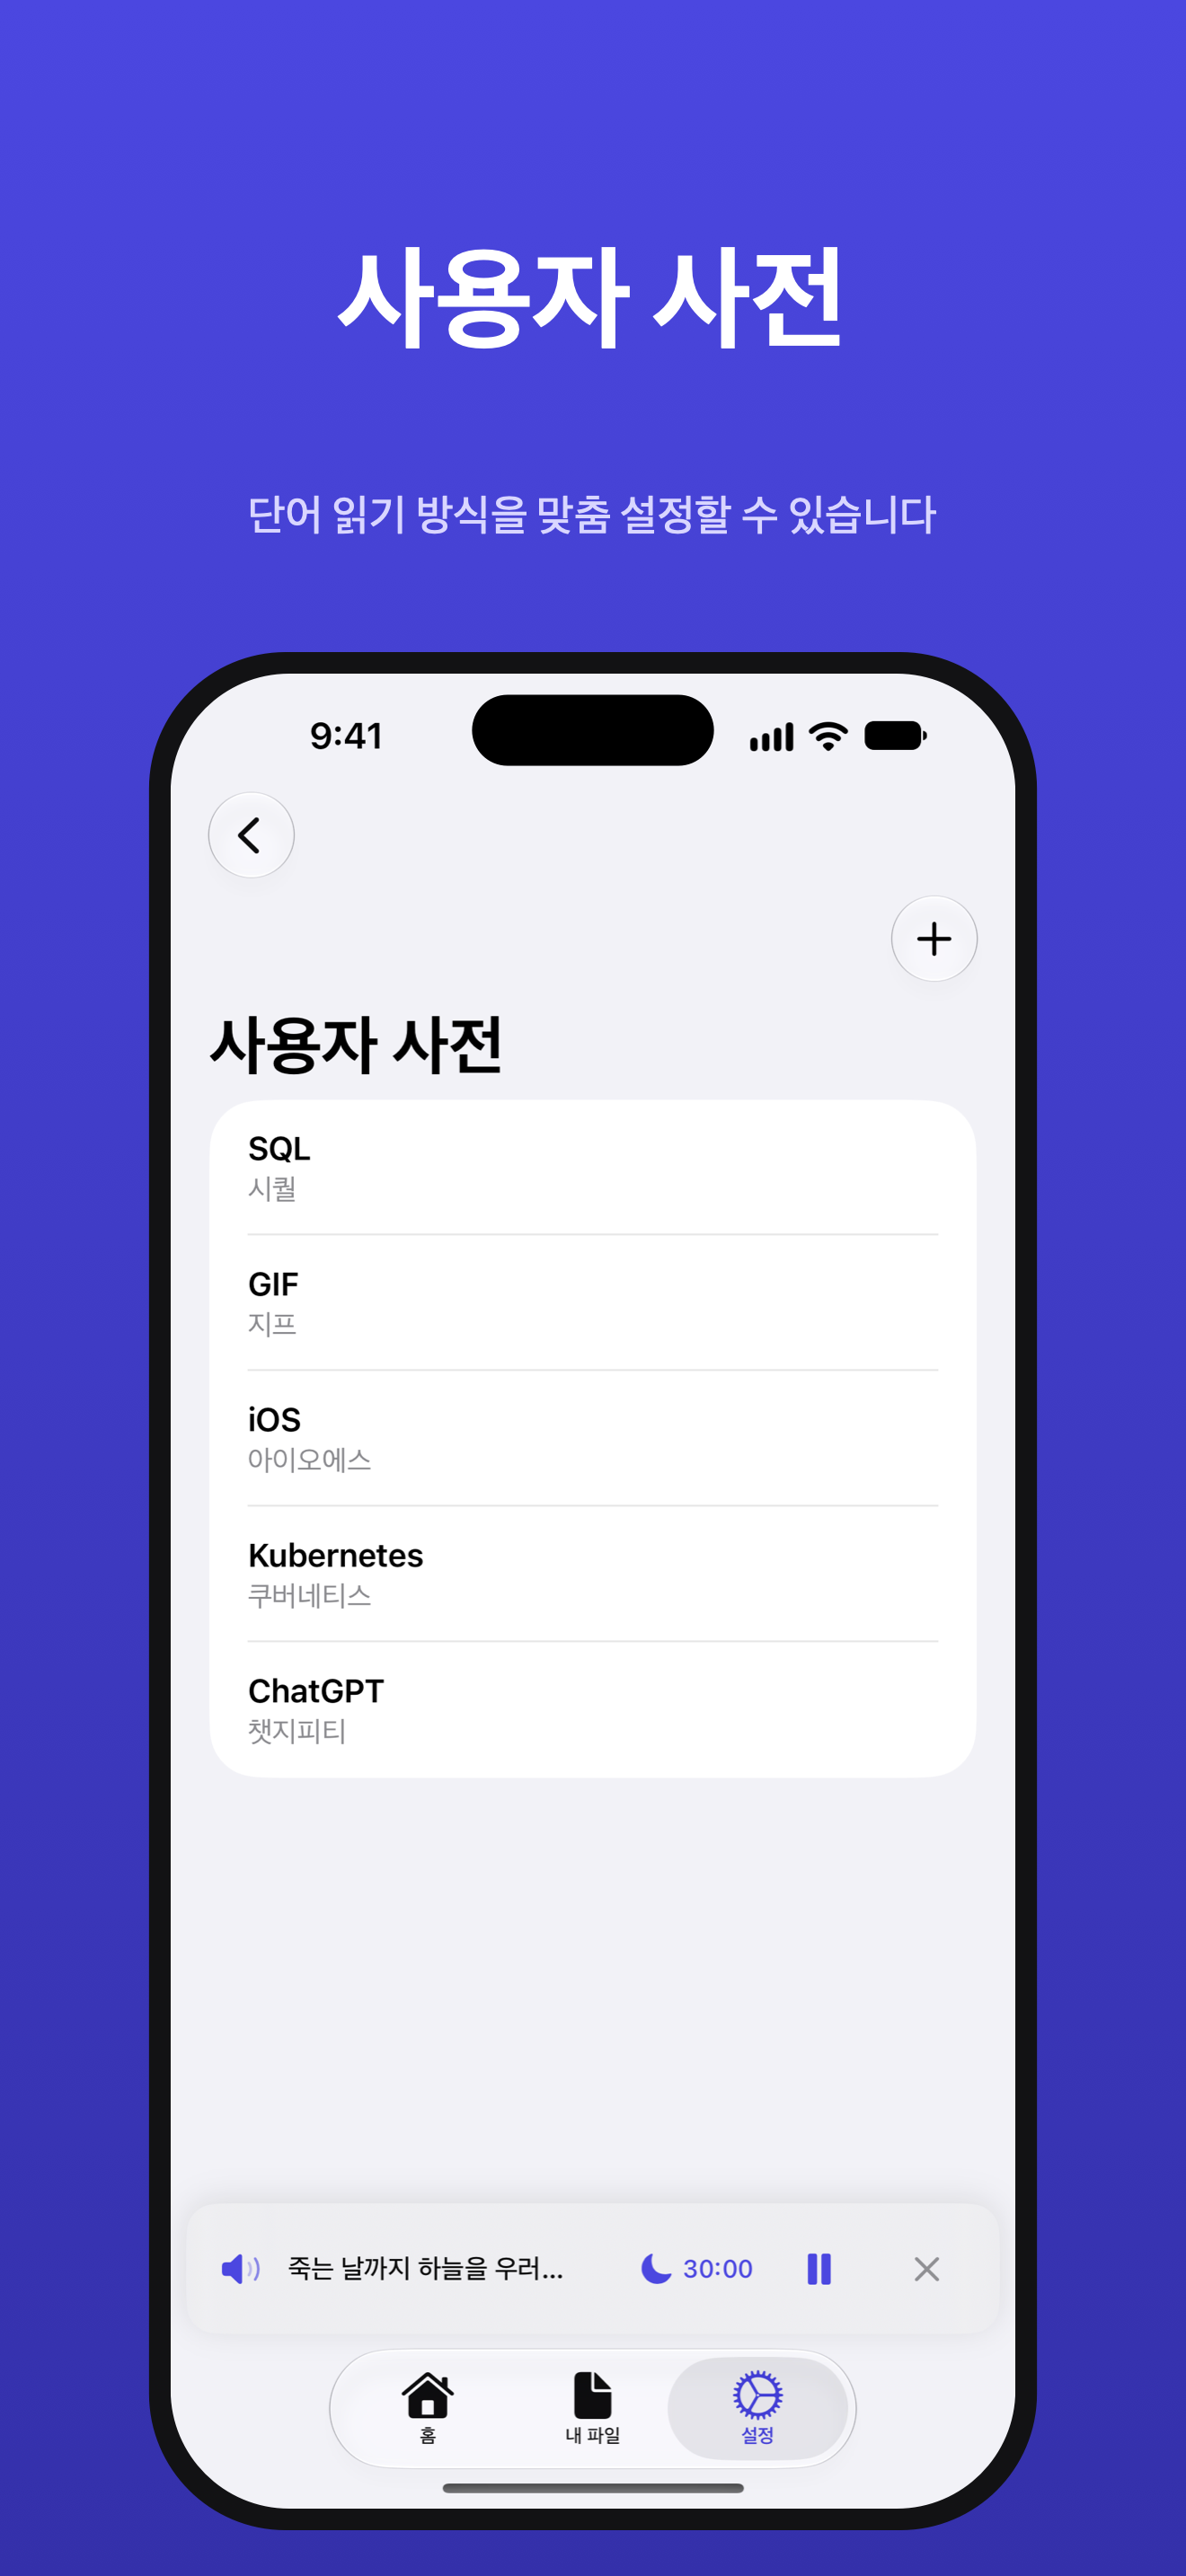 사용자 사전
단어 읽기 방식을 맞춤 설정할 수 있습니다
9:41
사용자 사전
SQL
시퀄
GIF
지프
iOS
아이오에스
Kubernetes
쿠버네티스
ChatGPT
챗지피티
죽는 날까지 하늘을 우러... 30:00
홈 내 파일 설정